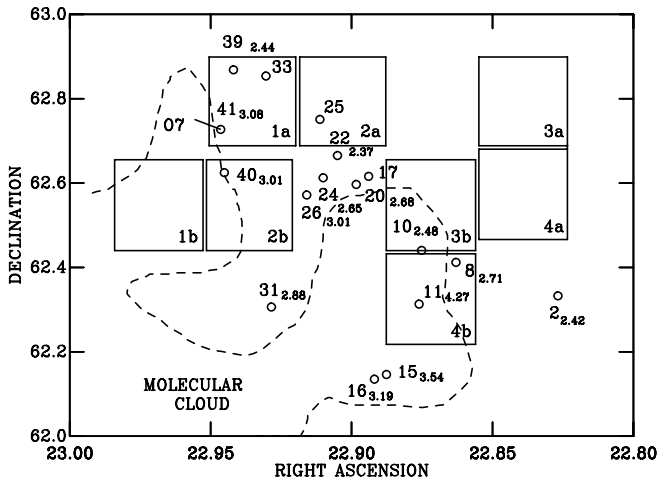 63.0
39 2.44
33
62.8
41 3.08
25
O7
1a
22
2a
3a
2.37
62.6
40 3.01
24
17
26
2.65
20 2.68
3.01
10 2.48
1b
2b
3b
4a
DECLINATION
62.4
8 2.71
31 2.88
11 4.27
2 2.42
4b
62.2
MOLECULAR
CLOUD
16 3.19
15 3.54
62.0
23.00
22.95
22.90
22.85
22.80
RIGHT ASCENSION